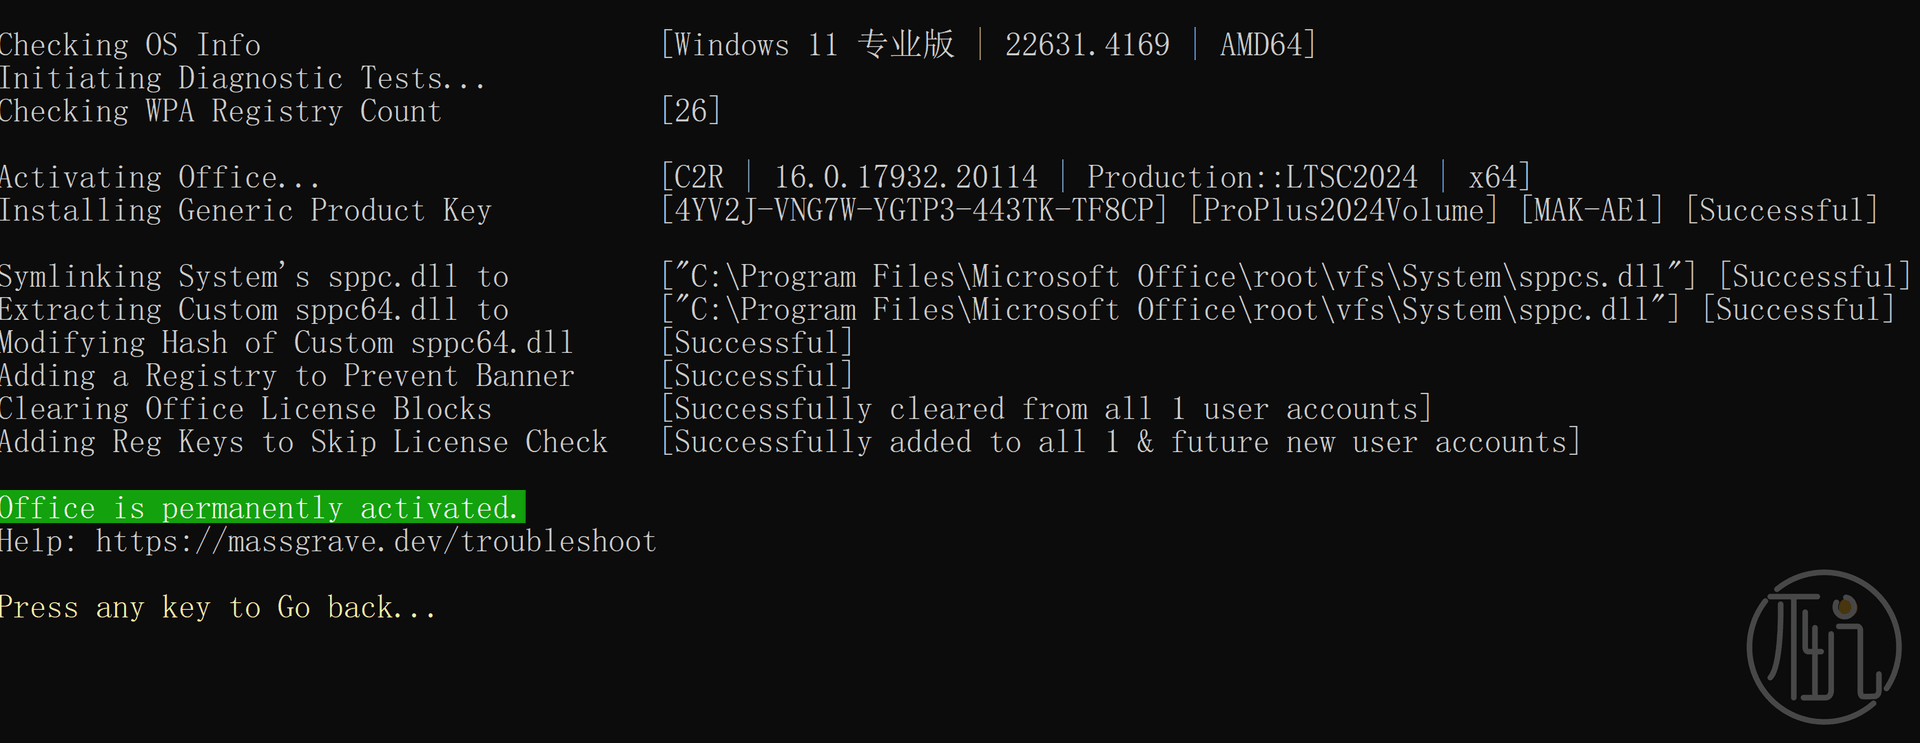 Checking OS Info [Windows 11 专业版 | 22631.4169 | AMD64]
Initiating Diagnostic Tests...
Checking WPA Registry Count [26]
Activating Office... [C2R | 16.0.17932.20114 | Production::LTSC2024 | x64]
Installing Generic Product Key [4YV2J-VNG7W-YGTP3-443TK-TF8CP] [ProPlus2024Volume] [MAK-AE1] [Successful]
Symlinking System's sppc.dll to ["C:\Program Files\Microsoft Office\root\vfs\System\sppcs.dll"] [Successful]
Extracting Custom sppc64.dll to ["C:\Program Files\Microsoft Office\root\vfs\System\sppc.dll"] [Successful]
Modifying Hash of Custom sppc64.dll [Successful]
Adding a Registry to Prevent Banner [Successful]
Clearing Office License Blocks [Successfully cleared from all 1 user accounts]
Adding Reg Keys to Skip License Check [Successfully added to all 1 & future new user accounts]
Office is permanently activated.
Help: https://massgrave.dev/troubleshoot
Press any key to Go back...